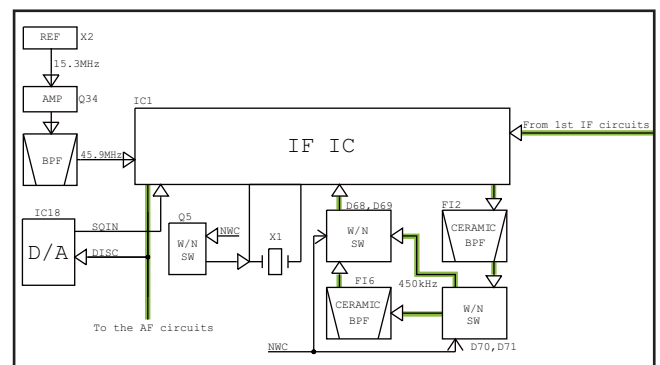 REF X2
15.3MHz
AMP Q34
IC1
IF IC
From 1st IF circuits
BPF
45.9MHz
IC18
D/A
SQIN
DISC
Q5
W/N
SW
NWC
X1
D68,D69
W/N
SW
FI2
CERAMIC
BPF
FI6
450kHz
CERAMIC
BPF
W/N
SW
To the AF circuits
NWC
D70,D71